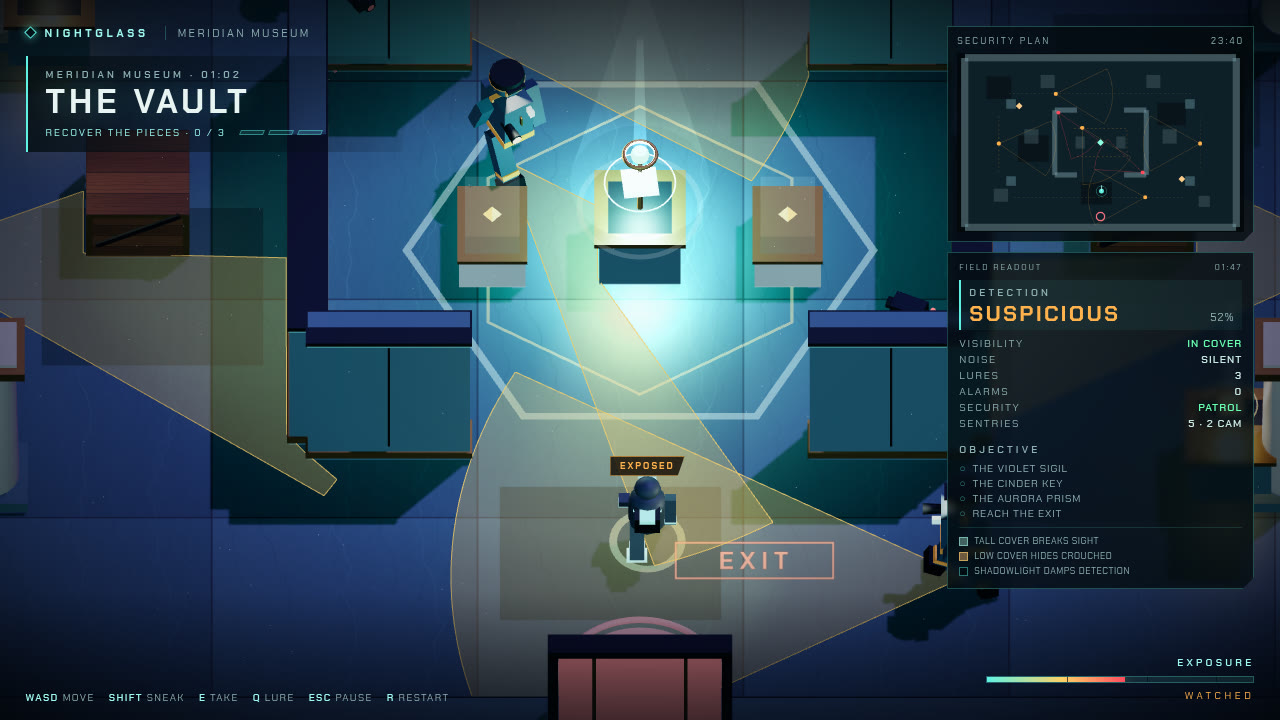 NIGHTGLASS MERIDIAN MUSEUM
MERIDIAN MUSEUM · 01:02
THE VAULT
RECOVER THE PIECES · 0 / 3
SECURITY PLAN 23:40
FIELD READOUT 01:47
DETECTION
SUSPICIOUS 52%
VISIBILITY IN COVER
NOISE SILENT
LURES 3
ALARMS 0
SECURITY PATROL
SENTRIES 5 · 2 CAM
OBJECTIVE
THE VIOLET SIGIL
THE CINDER KEY
THE AURORA PRISM
REACH THE EXIT
TALL COVER BREAKS SIGHT
LOW COVER HIDES CROUCHED
SHADOWLIGHT DAMPS DETECTION
EXPOSED
EXIT
EXPOSURE
WATCHED
WASD MOVE SHIFT SNEAK E TAKE Q LURE ESC PAUSE R RESTART